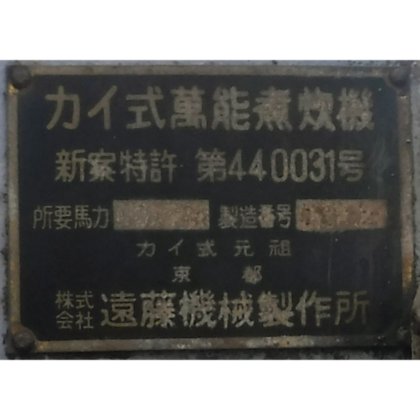 カイ式萬能煮炊機
新案特許 第440031号
所要馬力 製造番号
カイ式元祖
東都
株式会社 遠藤機械製作所